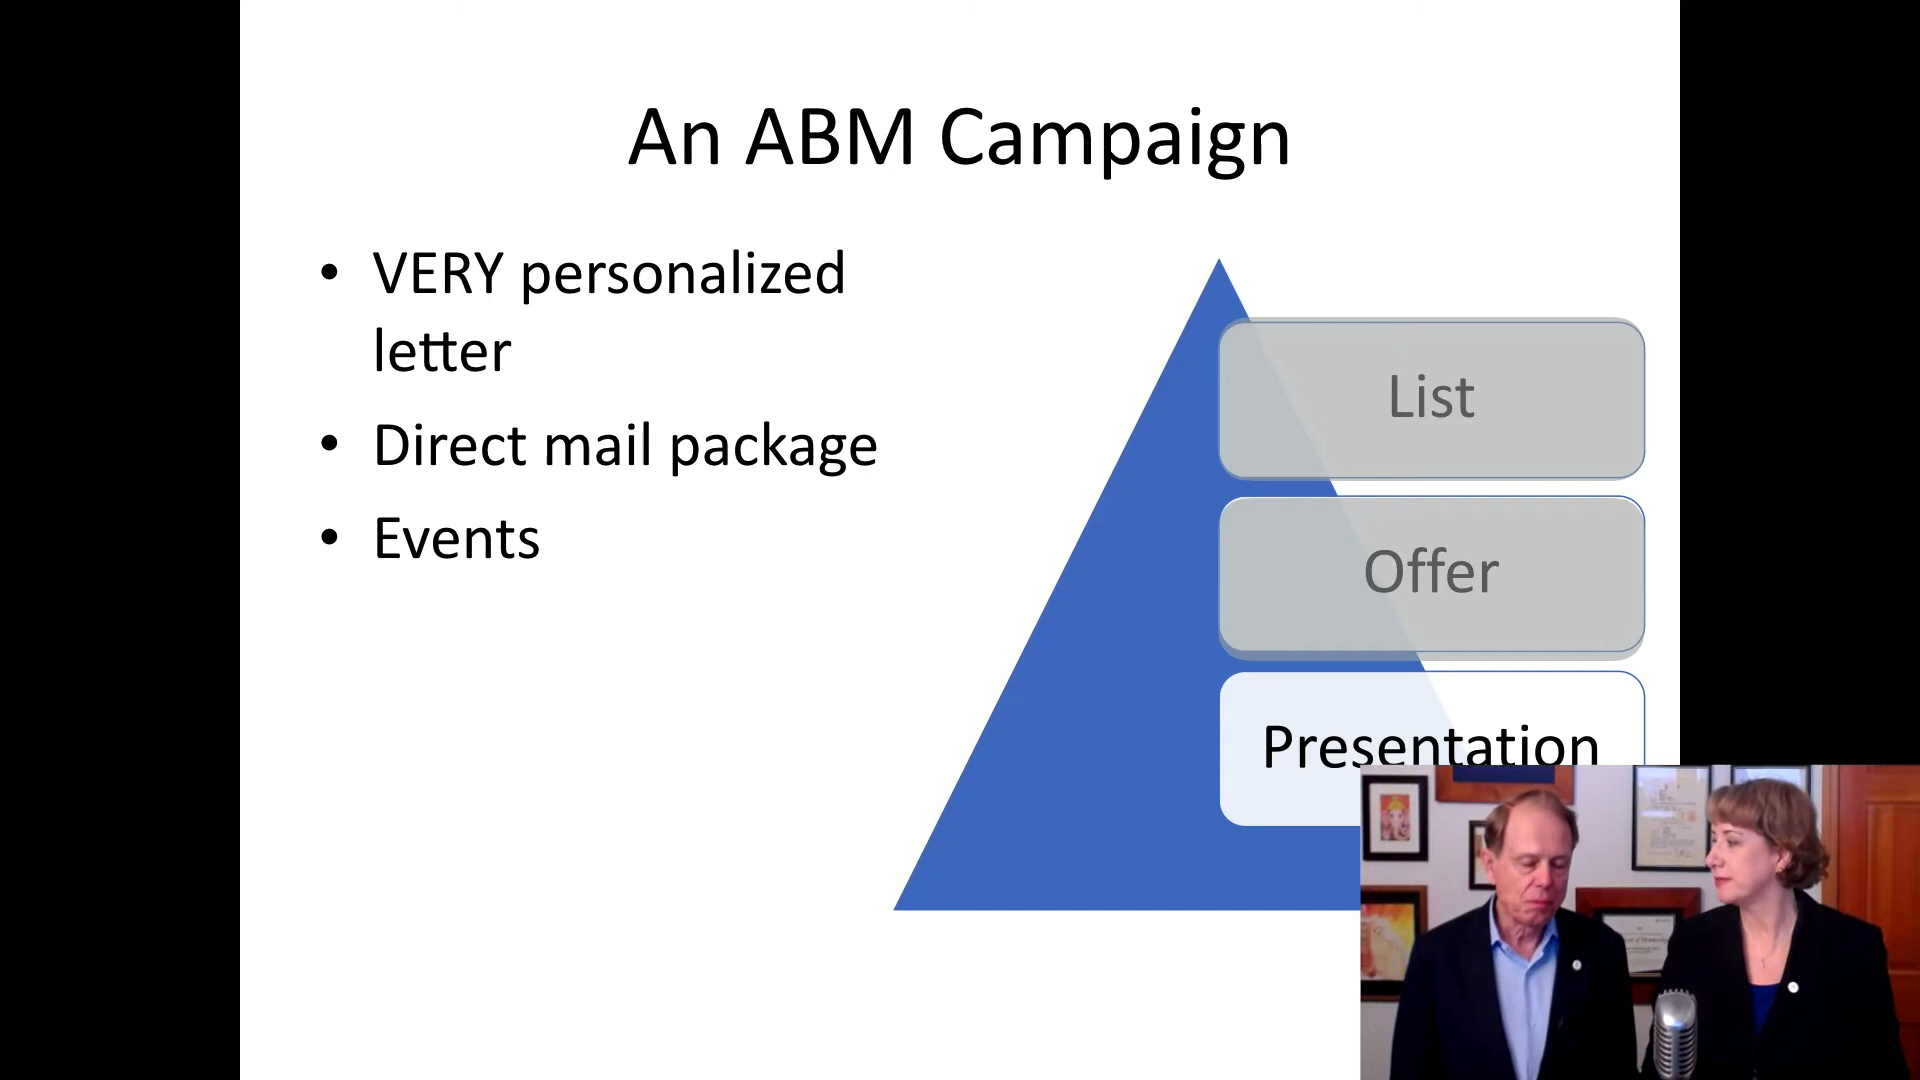 An ABM Campaign
• VERY personalized
letter
• Direct mail package
• Events
List
Offer
Presentation